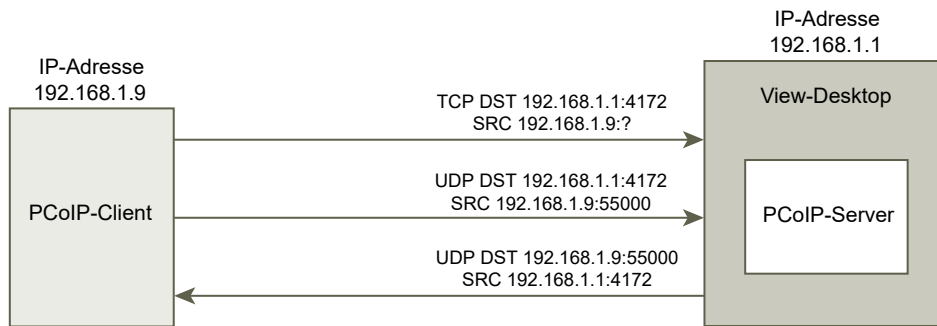 IP-Adresse
192.168.1.1
IP-Adresse
192.168.1.9
View-Desktop
TCP DST 192.168.1.1:4172
SRC 192.168.1.9:?
UDP DST 192.168.1.1:4172
SRC 192.168.1.9:55000
PCoIP-Client
PCoIP-Server
UDP DST 192.168.1.9:55000
SRC 192.168.1.1:4172